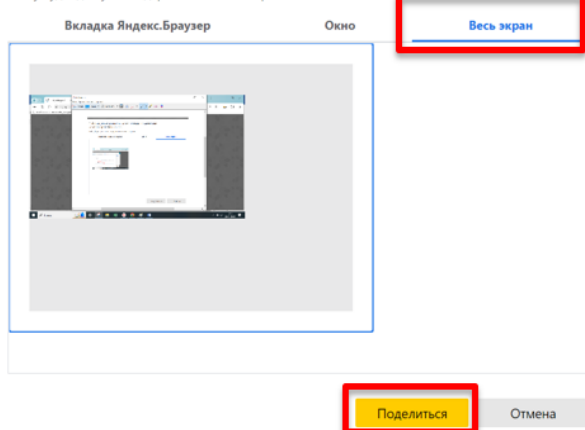 Вкладка Яндекс.Браузер Окно Весь экран
Поделиться Отмена